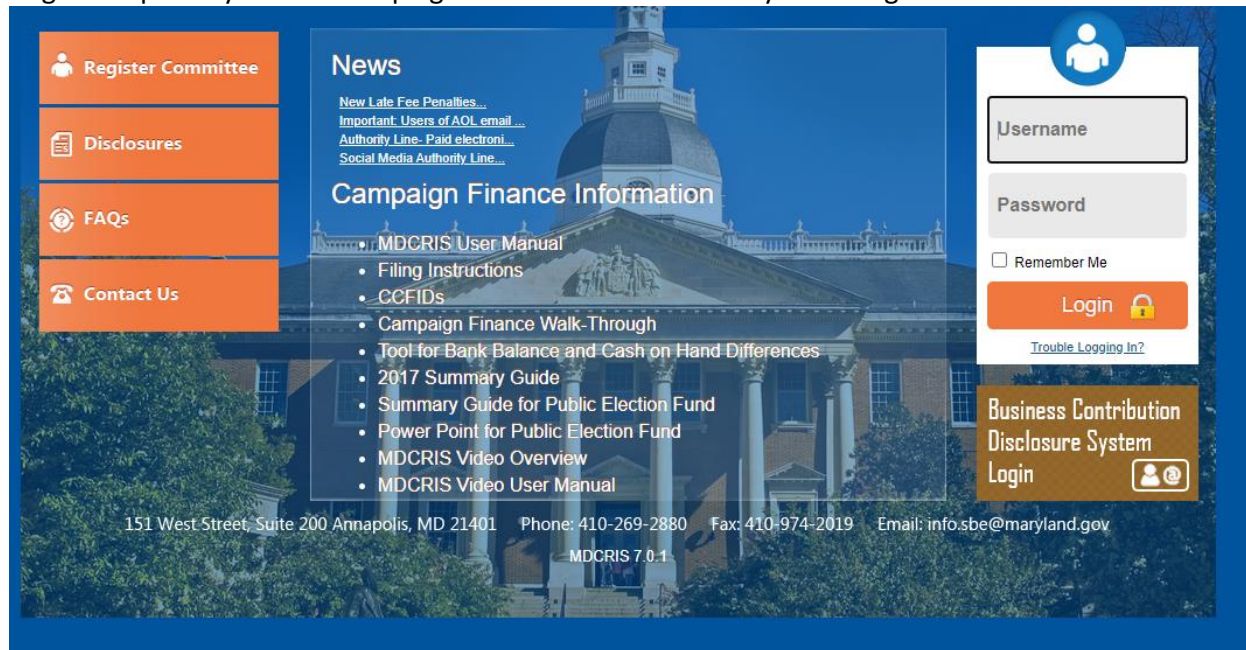 Register Committee
Disclosures
FAQs
Contact Us
News
New Late Fee Penalties...
Important: Users of AOL email ...
Authority Line- Paid electroni...
Social Media Authority Line...
Campaign Finance Information
• MDCRIS User Manual
• Filing Instructions
• CCFIDs
• Campaign Finance Walk-Through
• Tool for Bank Balance and Cash on Hand Differences
• 2017 Summary Guide
• Summary Guide for Public Election Fund
• Power Point for Public Election Fund
• MDCRIS Video Overview
• MDCRIS Video User Manual
Username
Password
Remember Me
Login
Trouble Logging In?
Business Contribution
Disclosure System
Login
151 West Street, Suite 200 Annapolis, MD 21401 Phone: 410-269-2880 Fax: 410-974-2019 Email: info.sbe@maryland.gov
MDCRIS 7.0.1